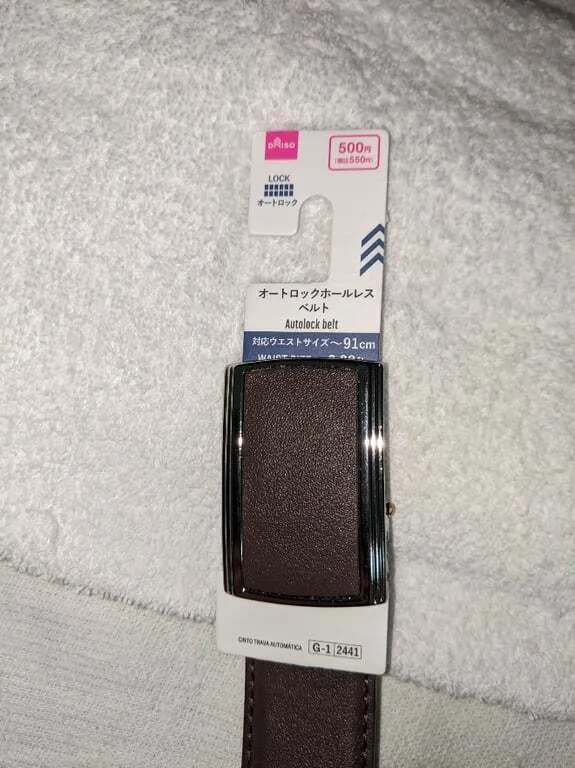 DAISO
500円
(税込550円)
LOCK
オートロック
オートロックホールレス
ベルト
Autolock belt
対応ウエストサイズ～91cm
CINTO TRAVA AUTOMÁTICA
G-1 2441